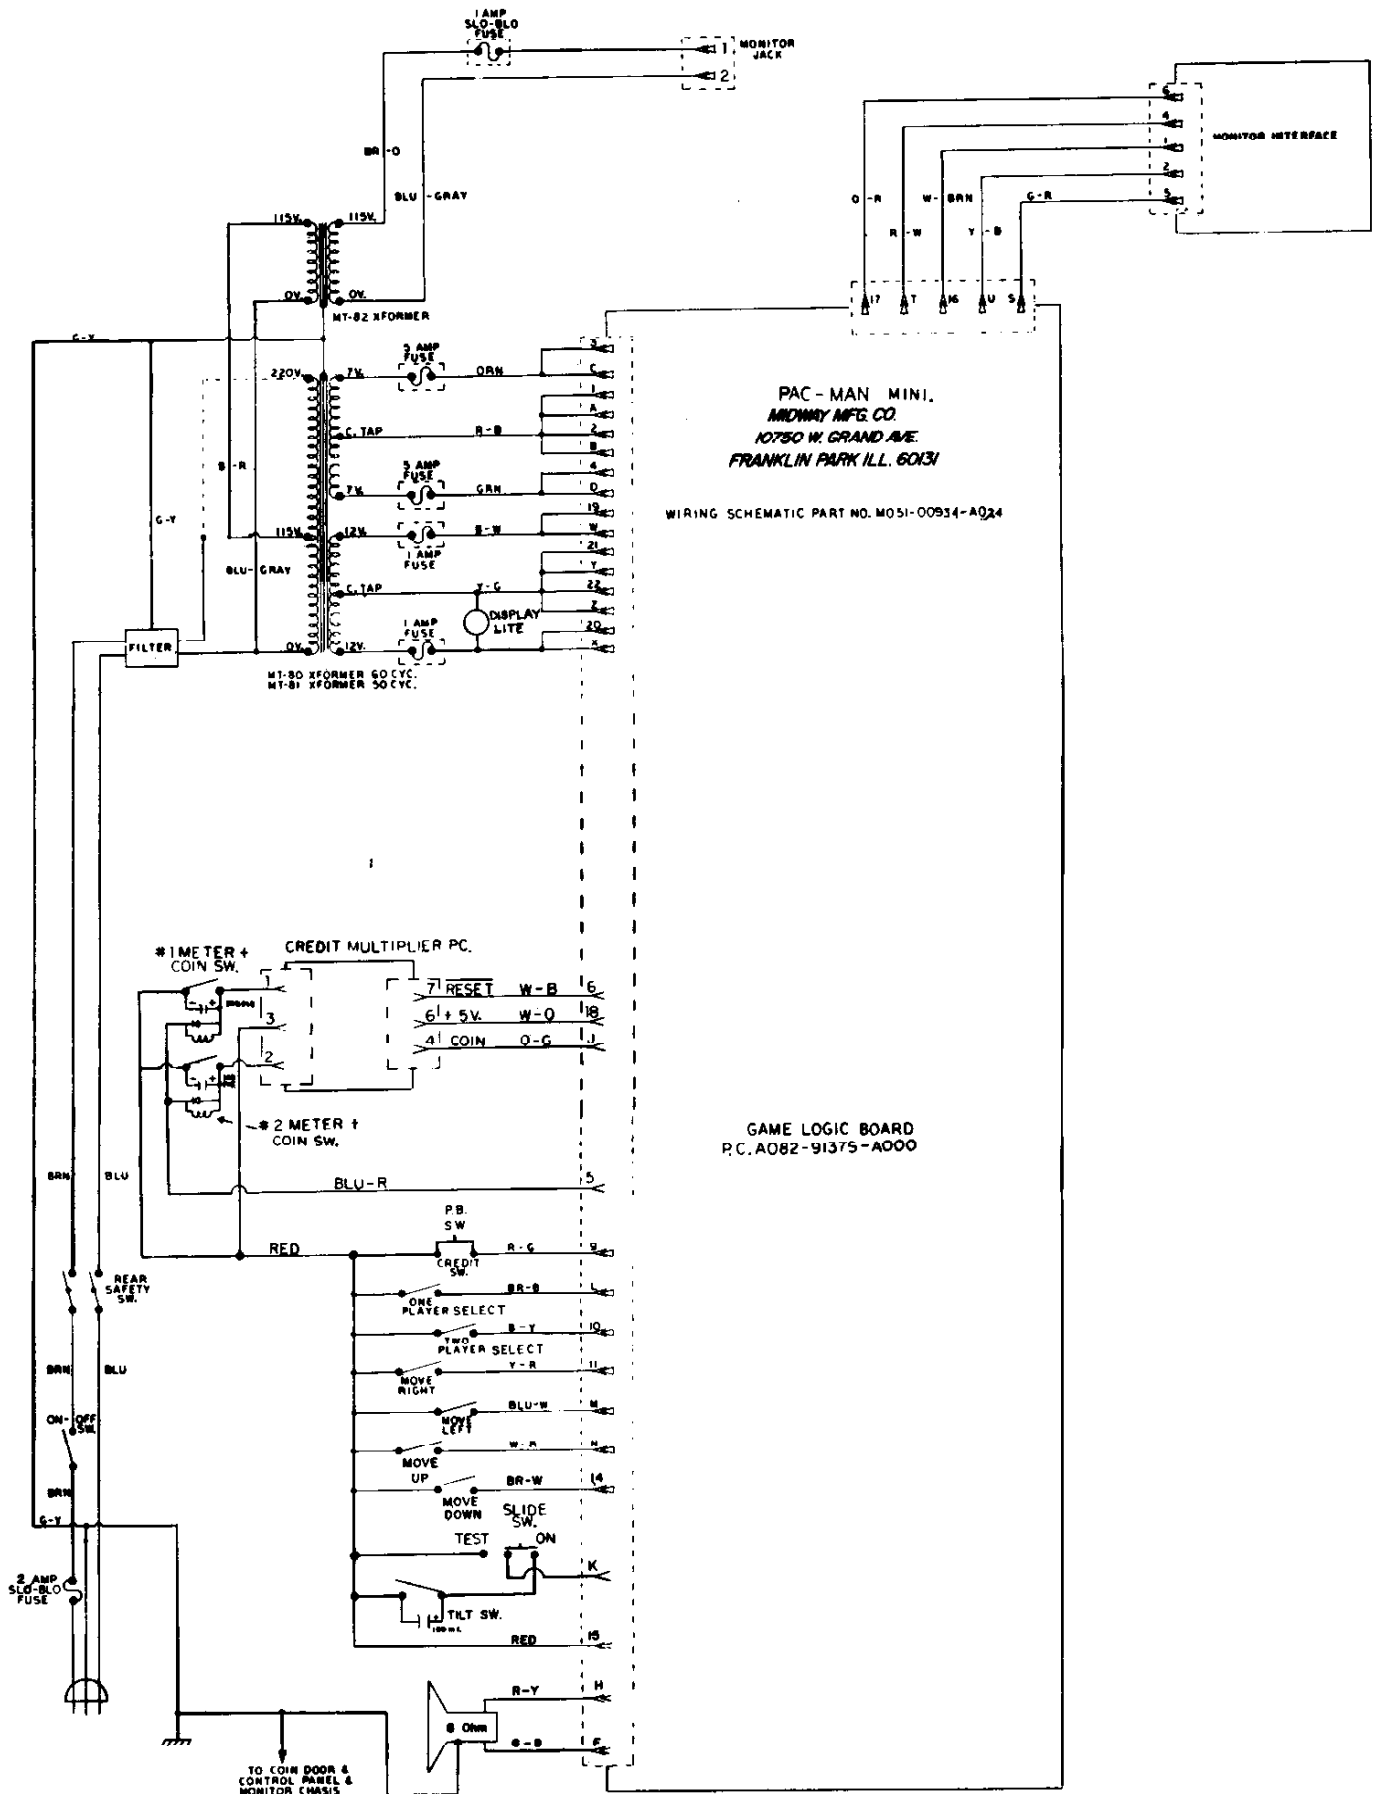 1 AMP
SLO-BLO
FUSE
1
MONITOR
JACK
2
BR-O
BLU-GRAY
6
4
1
2
5
MONITOR INTERFACE
O-R
W-BRN
G-R
R-W
Y-B
17
T
16
U
S
115V.
115V.
0V.
0V.
MT-82 XFORMER
G-Y
220V.
7V.
5 AMP
FUSE
ORN
3
C
1
A
C. TAP
R-B
2
B
4
5 AMP
FUSE
7V.
GRN
D
PAC-MAN MINI.
MIDWAY MFG. CO.
10750 W. GRAND AVE.
FRANKLIN PARK ILL. 60131
WIRING SCHEMATIC PART NO. M051-00934-A024
B-R
G-Y
BLU-GRAY
115V.
12V.
B-W
1 AMP
FUSE
19
W
21
Y
C. TAP
Y-G
22
Z
DISPLAY
LITE
1 AMP
FUSE
20
X
FILTER
0V.
12V.
MT-80 XFORMER 60 CYC.
MT-81 XFORMER 50 CYC.
#1 METER +
COIN SW.
CREDIT MULTIPLIER PC.
1
3
2
7
RESET
W-B
6
6
+5V.
W-O
18
4
COIN
O-G
J
#2 METER +
COIN SW.
GAME LOGIC BOARD
P.C. A082-91375-A000
BRN
BLU
BLU-R
5
P.B.
SW
RED
CREDIT
SW.
R-G
9
REAR
SAFETY
SW.
ONE
PLAYER SELECT
BR-B
L
TWO
PLAYER SELECT
B-Y
10
BRN
BLU
MOVE
RIGHT
Y-R
11
MOVE
LEFT
BLU-W
M
ON-OFF
SW.
MOVE
UP
W-R
N
BRN
MOVE
DOWN
BR-W
14
G-Y
SLIDE
SW.
TEST
ON
K
2 AMP
SLO-BLO
FUSE
TILT SW.
RED
15
R-Y
H
8 Ohm
F
TO COIN DOOR &
CONTROL PANEL &
MONITOR CHASIS